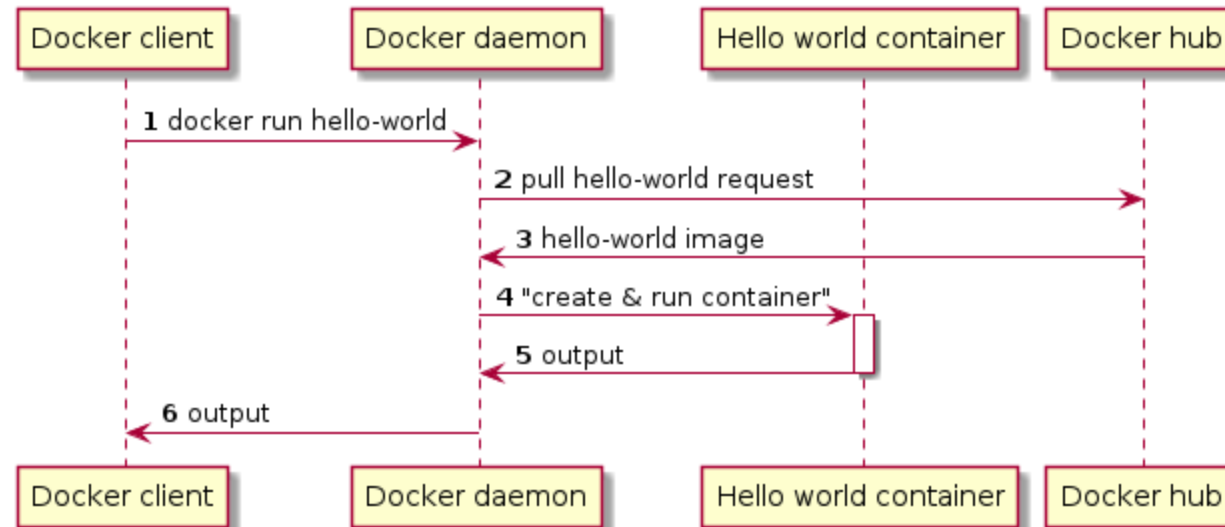 Docker client Docker daemon Hello world container Docker hub
1 docker run hello-world
2 pull hello-world request
3 hello-world image
4 "create & run container"
5 output
6 output
Docker client Docker daemon Hello world container Docker hub